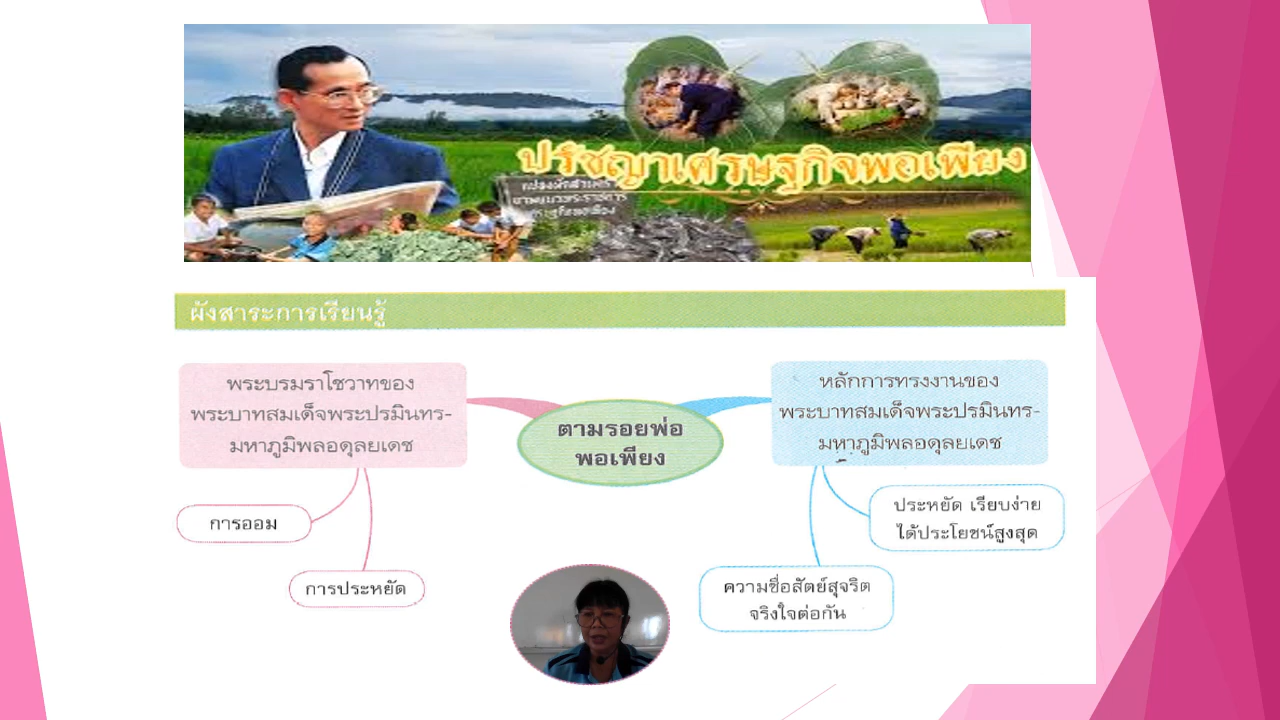 ปรัชญาเศรษฐกิจพอเพียง
ผังสาระการเรียนรู้
พระบรมราโชวาทของ
พระบาทสมเด็จพระปรมินทร-
มหาภูมิพลอดุลยเดช
ตามรอยพ่อ
พอเพียง
หลักการทรงงานของ
พระบาทสมเด็จพระปรมินทร-
มหาภูมิพลอดุลยเดช
การออม
การประหยัด
ประหยัด เรียบง่าย
ได้ประโยชน์สูงสุด
ความซื่อสัตย์สุจริต
จริงใจต่อกัน